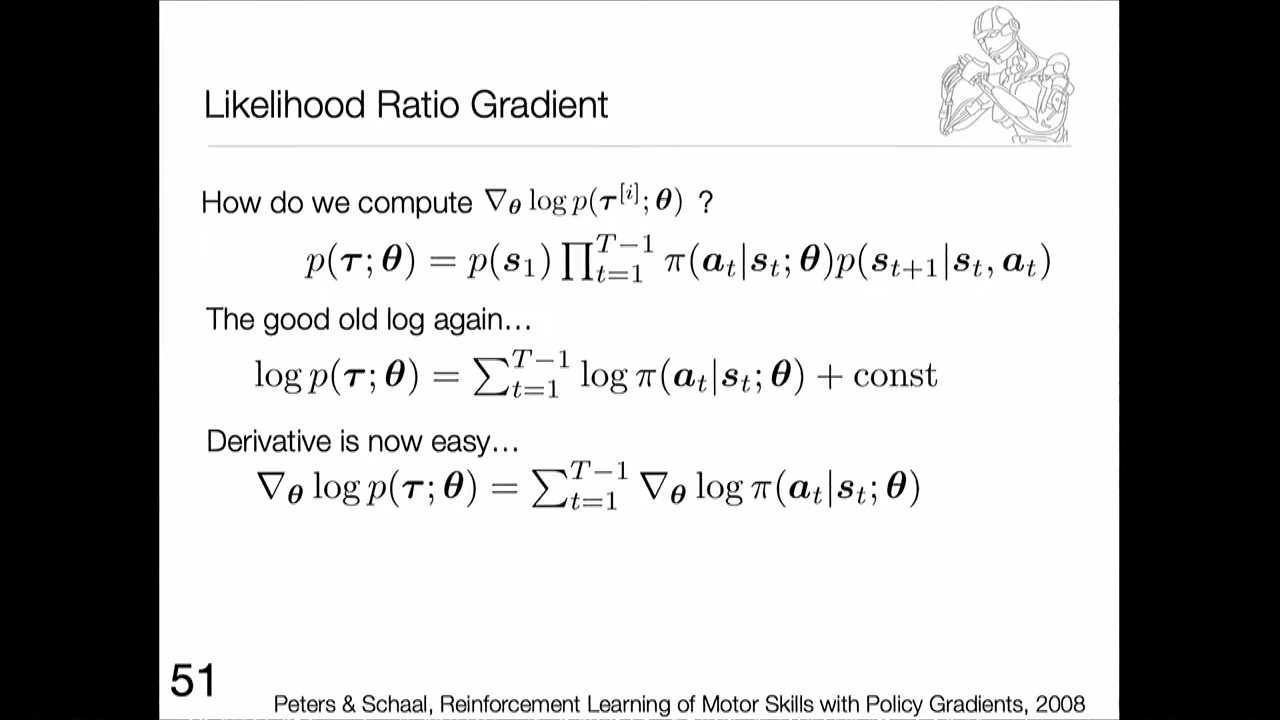 Likelihood Ratio Gradient
How do we compute ∇_θ log p(τ^[i]; θ) ?
p(τ; θ) = p(s_1) ∏_{t=1}^{T−1} π(a_t|s_t; θ)p(s_{t+1}|s_t, a_t)
The good old log again…
log p(τ; θ) = ∑_{t=1}^{T−1} log π(a_t|s_t; θ) + const
Derivative is now easy…
∇_θ log p(τ; θ) = ∑_{t=1}^{T−1} ∇_θ log π(a_t|s_t; θ)
51
Peters & Schaal, Reinforcement Learning of Motor Skills with Policy Gradients, 2008